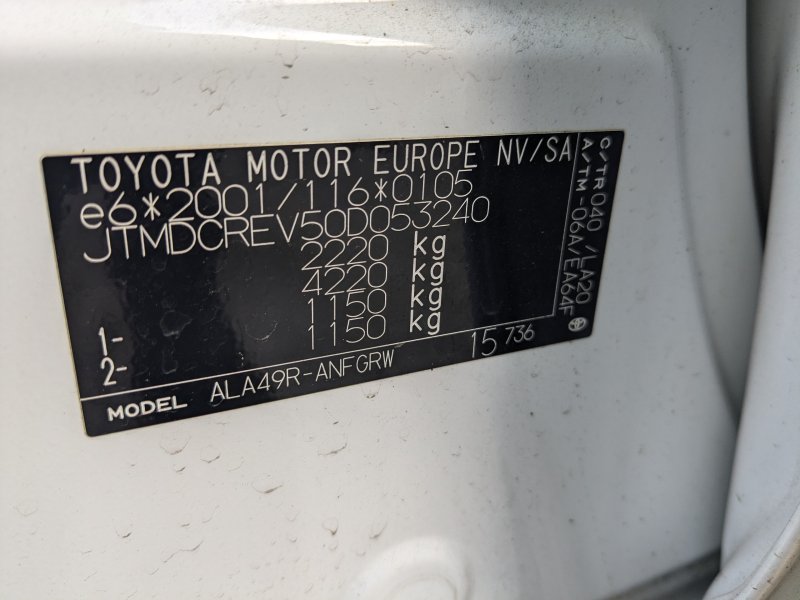 TOYOTA MOTOR EUROPE NV/SA
e6*2001/116*0105
JTMDCREV50D053240
2220 kg
4220 kg
1- 1150 kg
2- 1150 kg
MODEL ALA49R-ANFGRW 15 736
C/TR040 /LA20
A/TM-06A/EA64F